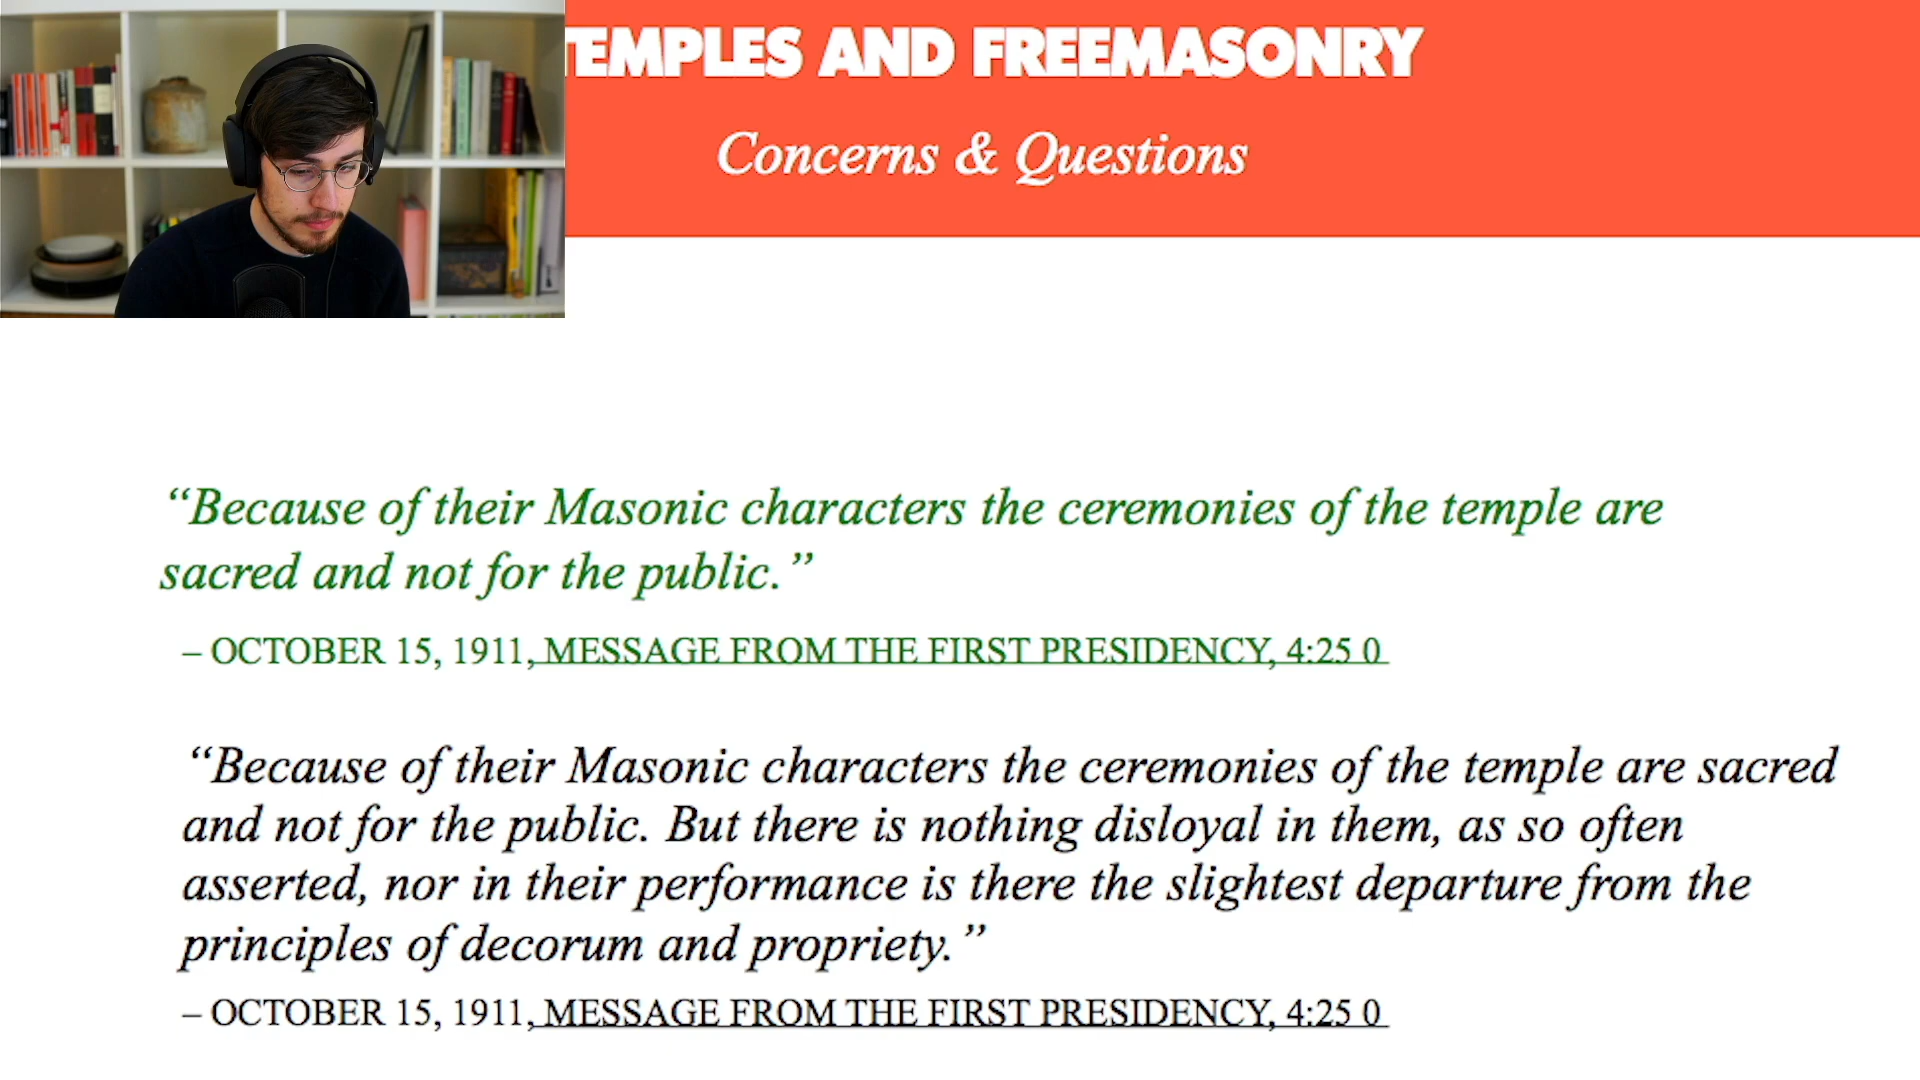 TEMPLES AND FREEMASONRY
Concerns & Questions
“Because of their Masonic characters the ceremonies of the temple are
sacred and not for the public.”
– OCTOBER 15, 1911, MESSAGE FROM THE FIRST PRESIDENCY, 4:25 0
“Because of their Masonic characters the ceremonies of the temple are sacred
and not for the public. But there is nothing disloyal in them, as so often
asserted, nor in their performance is there the slightest departure from the
principles of decorum and propriety.”
– OCTOBER 15, 1911, MESSAGE FROM THE FIRST PRESIDENCY, 4:25 0